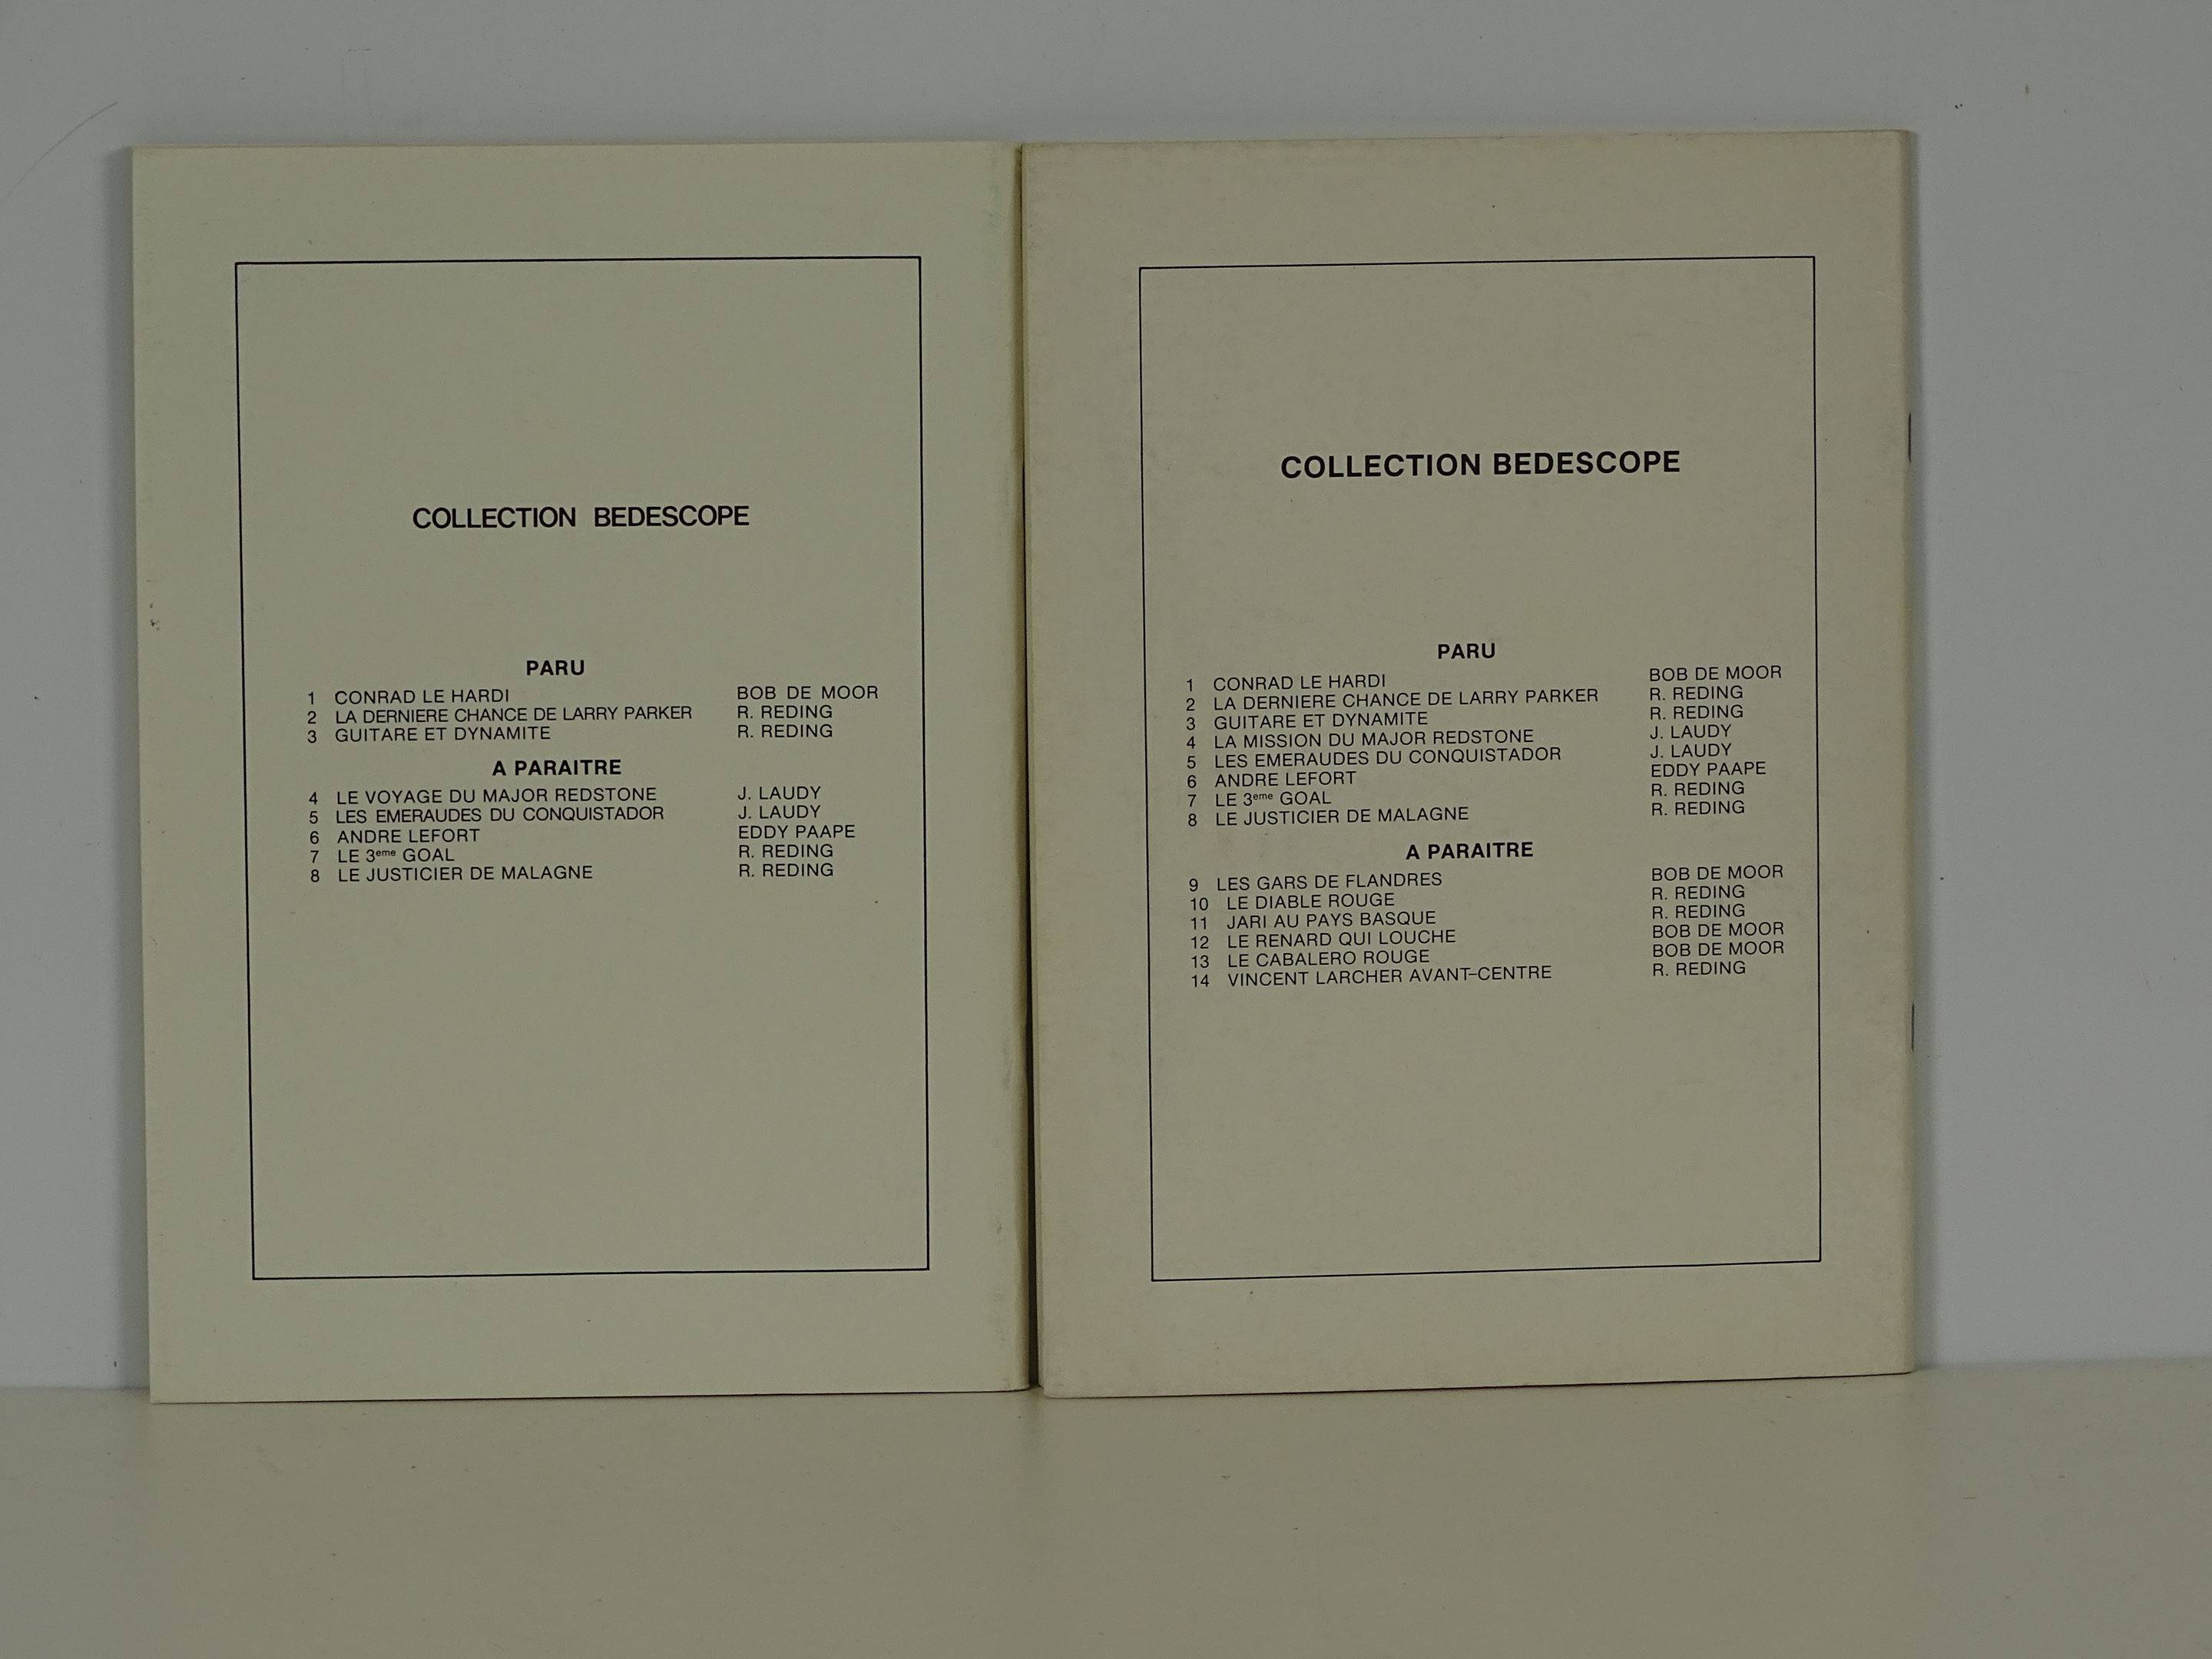 COLLECTION BEDESCOPE
PARU
1 CONRAD LE HARDI BOB DE MOOR
2 LA DERNIERE CHANCE DE LARRY PARKER R. REDING
3 GUITARE ET DYNAMITE R. REDING
A PARAITRE
4 LE VOYAGE DU MAJOR REDSTONE J. LAUDY
5 LES EMERAUDES DU CONQUISTADOR J. LAUDY
6 ANDRE LEFORT EDDY PAAPE
7 LE 3eme GOAL R. REDING
8 LE JUSTICIER DE MALAGNE R. REDING
COLLECTION BEDESCOPE
PARU
1 CONRAD LE HARDI BOB DE MOOR
2 LA DERNIERE CHANCE DE LARRY PARKER R. REDING
3 GUITARE ET DYNAMITE R. REDING
4 LA MISSION DU MAJOR REDSTONE J. LAUDY
5 LES EMERAUDES DU CONQUISTADOR J. LAUDY
6 ANDRE LEFORT EDDY PAAPE
7 LE 3eme GOAL R. REDING
8 LE JUSTICIER DE MALAGNE R. REDING
A PARAITRE
9 LES GARS DE FLANDRES BOB DE MOOR
10 LE DIABLE ROUGE R. REDING
11 JARI AU PAYS BASQUE R. REDING
12 LE RENARD QUI LOUCHE BOB DE MOOR
13 LE CABALERO ROUGE BOB DE MOOR
14 VINCENT LARCHER AVANT-CENTRE R. REDING